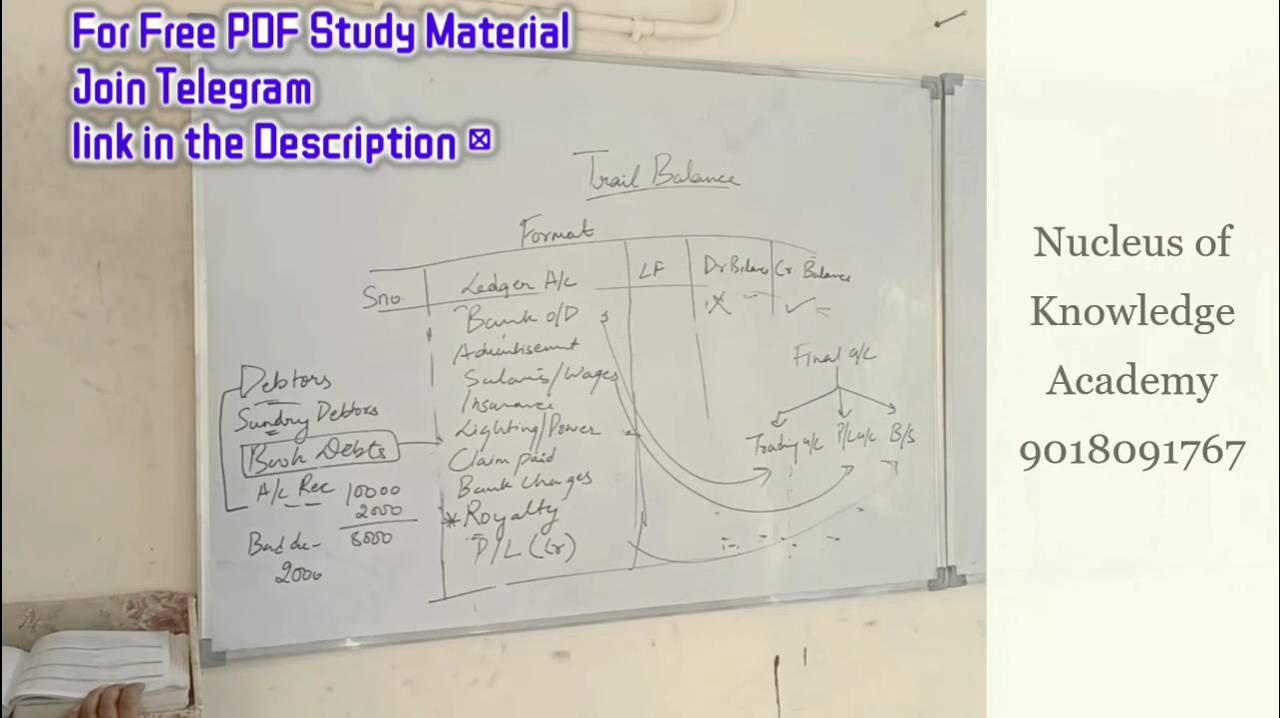 For Free PDF Study Material
Join Telegram
link in the Description
Trail Balance
Format
Sno. Ledger A/c LF Dr Balance Cr Balance
Bank O/D
Advertisement
Salaries/Wages
Insurance
Lighting/Power
Claim paid
Bank Charges
*Royalty
P/L (Cr)
Debtors
Sundry Debtors
Book Debts
A/c Rec 10000
2000
8000
Bad de-
2000
Final a/c
Trading a/c P/L a/c B/S
Nucleus of
Knowledge
Academy
9018091767